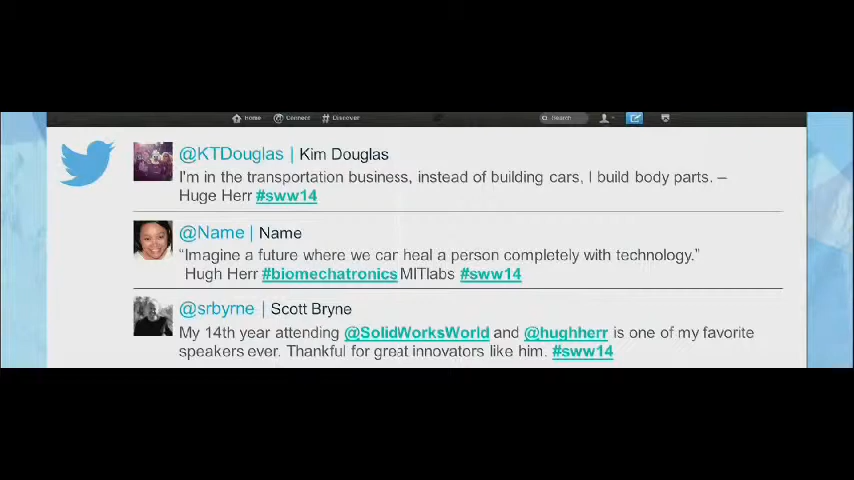 Home Connect Discover Search
@KTDouglas | Kim Douglas
I'm in the transportation business, instead of building cars, I build body parts. –
Huge Herr #sww14
@Name | Name
“Imagine a future where we can heal a person completely with technology.”
Hugh Herr #biomechatronics MITlabs #sww14
@srbyrne | Scott Bryne
My 14th year attending @SolidWorksWorld and @hughherr is one of my favorite
speakers ever. Thankful for great innovators like him. #sww14